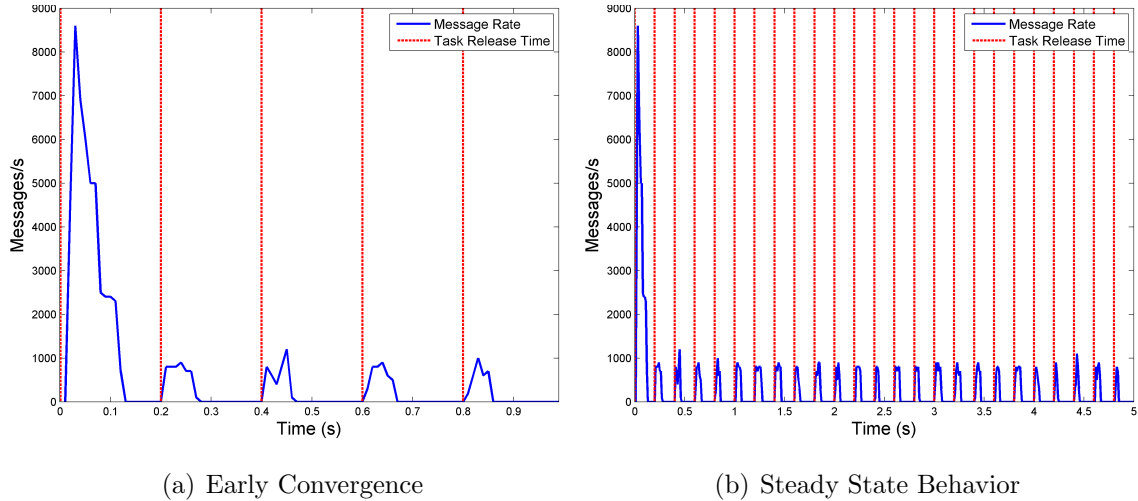 9000
8000
7000
6000
5000
4000
3000
2000
1000
0
Messages/s
Message Rate
Task Release Time
0 0.1 0.2 0.3 0.4 0.5 0.6 0.7 0.8 0.9
Time (s)
(a) Early Convergence
9000
8000
7000
6000
5000
4000
3000
2000
1000
0
Messages/s
Message Rate
Task Release Time
0 0.5 1 1.5 2 2.5 3 3.5 4 4.5 5
Time (s)
(b) Steady State Behavior